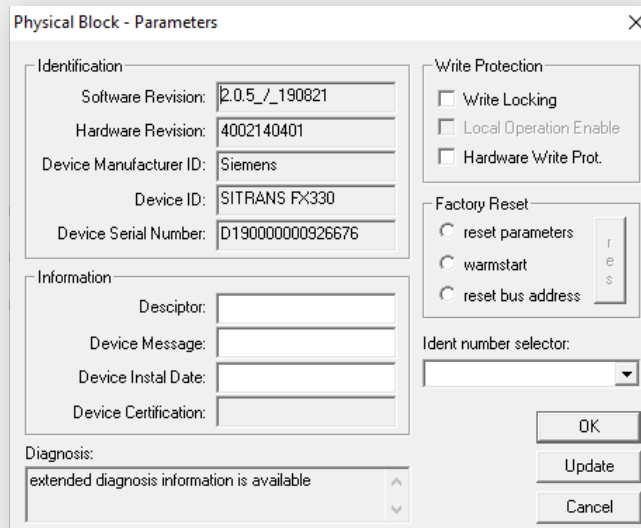 Physical Block - Parameters
Identification
Software Revision: 2.0.5_/_190821
Hardware Revision: 4002140401
Device Manufacturer ID: Siemens
Device ID: SITRANS FX330
Device Serial Number: D190000000926676
Information
Desciptor:
Device Message:
Device Instal Date:
Device Certification:
Diagnosis:
extended diagnosis information is available
Write Protection
Write Locking
Local Operation Enable
Hardware Write Prot.
Factory Reset
reset parameters
warmstart
reset bus address
r
e
s
Ident number selector:
OK
Update
Cancel